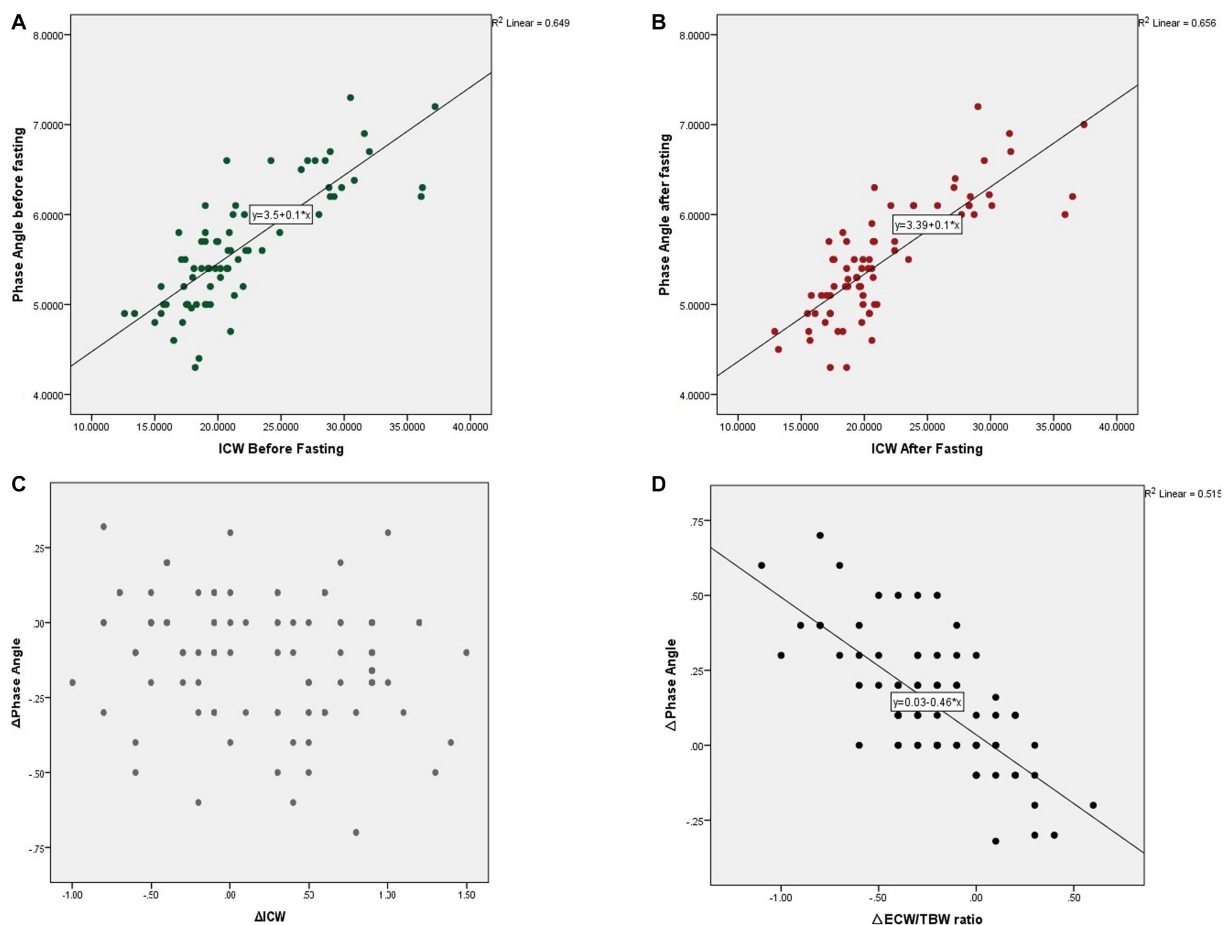 A
R² Linear = 0.649
8.0000
7.0000
6.0000
5.0000
4.0000
Phase Angle before fasting
y=3.5+0.1*x
10.0000 15.0000 20.0000 25.0000 30.0000 35.0000 40.0000
ICW Before Fasting
B
R² Linear = 0.656
8.0000
7.0000
6.0000
5.0000
4.0000
Phase Angle after fasting
y=3.39+0.1*x
10.0000 15.0000 20.0000 25.0000 30.0000 35.0000 40.0000
ICW After Fasting
C
.25
.00
-.25
-.50
-.75
ΔPhase Angle
-1.00 -.50 .00 .50 1.00 1.50
ΔICW
D
R² Linear = 0.515
.75
.50
.25
.00
-.25
ΔPhase Angle
y=0.03-0.46*x
-1.00 -.50 .00 .50
ΔECW/TBW ratio